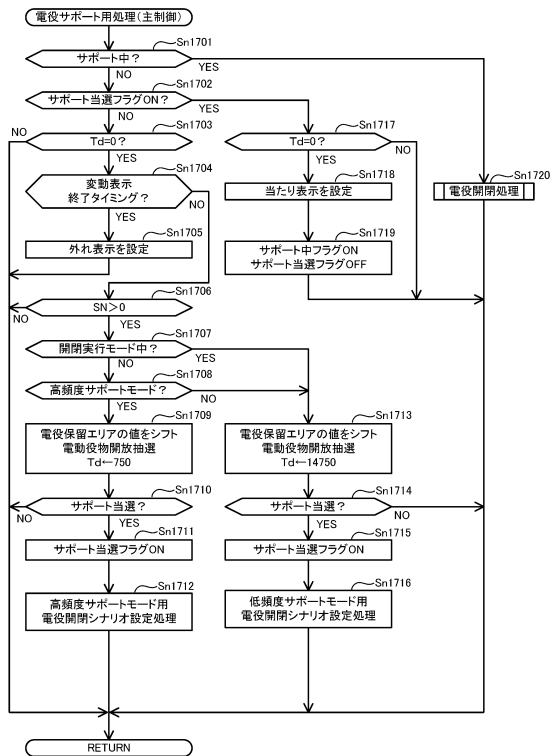 電役サポート用処理(主制御)
Sn1701
サポート中?
NO
YES
Sn1702
サポート当選フラグON?
NO
YES
Sn1703
Td=0?
NO
YES
Sn1717
Td=0?
NO
YES
Sn1704
変動表示
終了タイミング?
NO
YES
Sn1718
当たり表示を設定
Sn1720
電役開閉処理
Sn1705
外れ表示を設定
Sn1719
サポート中フラグON
サポート当選フラグOFF
Sn1706
SN>0
NO
YES
Sn1707
開閉実行モード中?
YES
NO
Sn1708
高頻度サポートモード?
NO
YES
Sn1709
電役保留エリアの値をシフト
電動役物開放抽選
Td←750
Sn1713
電役保留エリアの値をシフト
電動役物開放抽選
Td←14750
Sn1710
サポート当選?
NO
YES
Sn1714
サポート当選?
NO
YES
Sn1711
サポート当選フラグON
Sn1715
サポート当選フラグON
Sn1712
高頻度サポートモード用
電役開閉シナリオ設定処理
Sn1716
低頻度サポートモード用
電役開閉シナリオ設定処理
RETURN